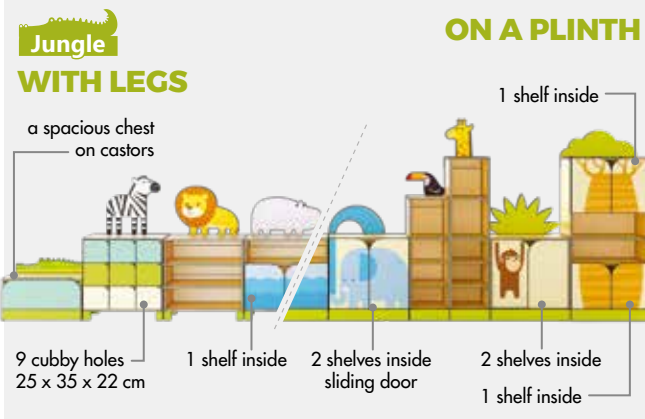 Jungle
WITH LEGS
ON A PLINTH
a spacious chest
on castors
1 shelf inside
9 cubby holes
25 x 35 x 22 cm
1 shelf inside
2 shelves inside
sliding door
2 shelves inside
1 shelf inside